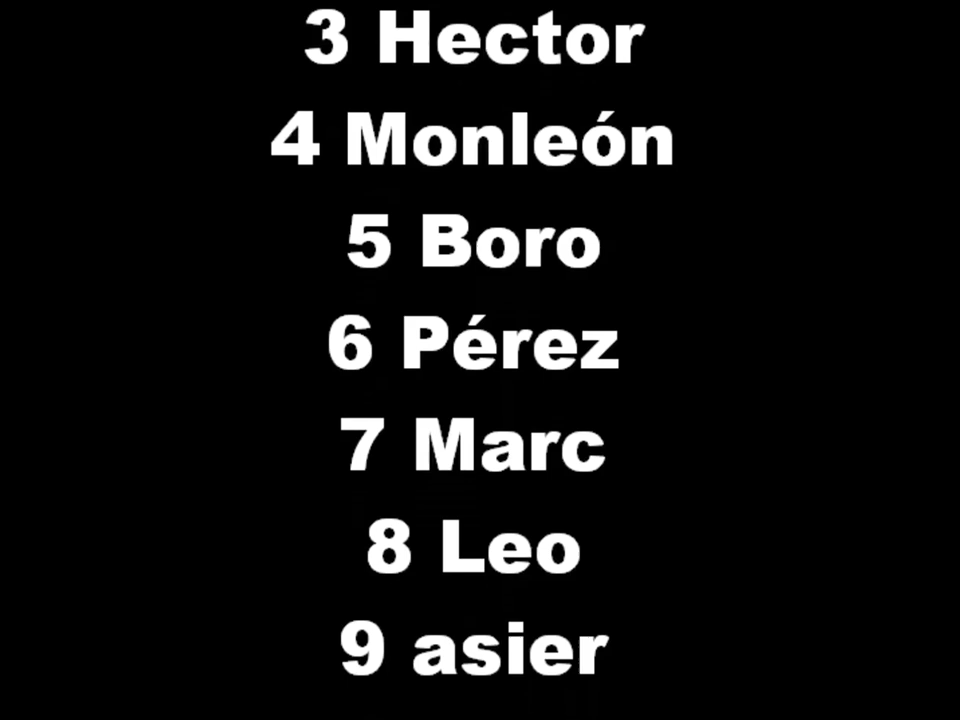 3 Hector
4 Monleón
5 Boro
6 Pérez
7 Marc
8 Leo
9 asier